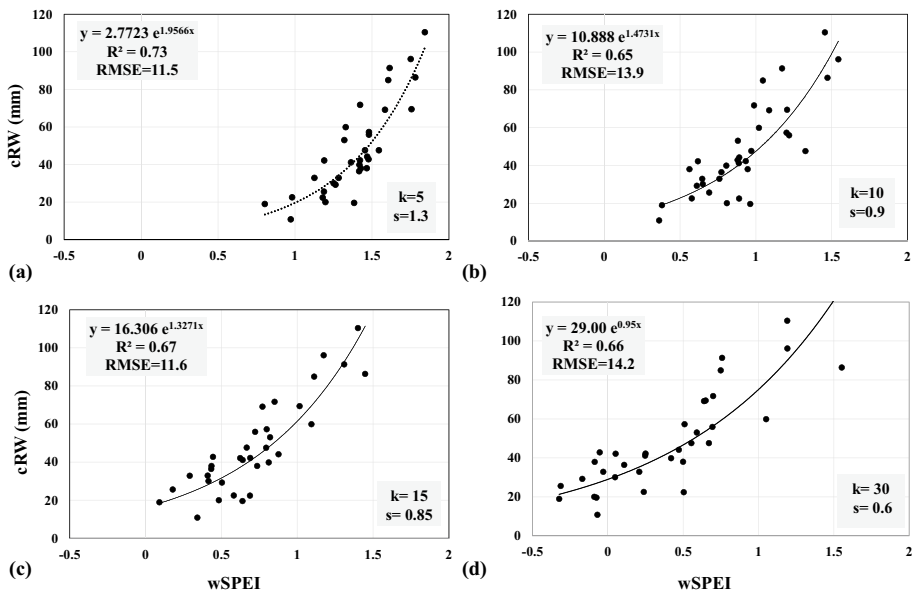 y = 2.7723 e^1.9566x
R² = 0.73
RMSE=11.5
cRW (mm)
120
100
80
60
40
20
0
k=5
s=1.3
-0.5
0
0.5
1
1.5
2
(a)
y = 10.888 e^1.4731x
R² = 0.65
RMSE=13.9
120
100
80
60
40
20
0
k=10
s=0.9
-0.5
0
0.5
1
1.5
2
(b)
y = 16.306 e^1.3271x
R² = 0.67
RMSE=11.6
cRW (mm)
120
100
80
60
40
20
0
k= 15
s= 0.85
-0.5
0
0.5
1
1.5
2
(c)
wSPEI
y = 29.00 e^0.95x
R² = 0.66
RMSE=14.2
120
100
80
60
40
20
0
k= 30
s= 0.6
-0.5
0
0.5
1
1.5
2
(d)
wSPEI